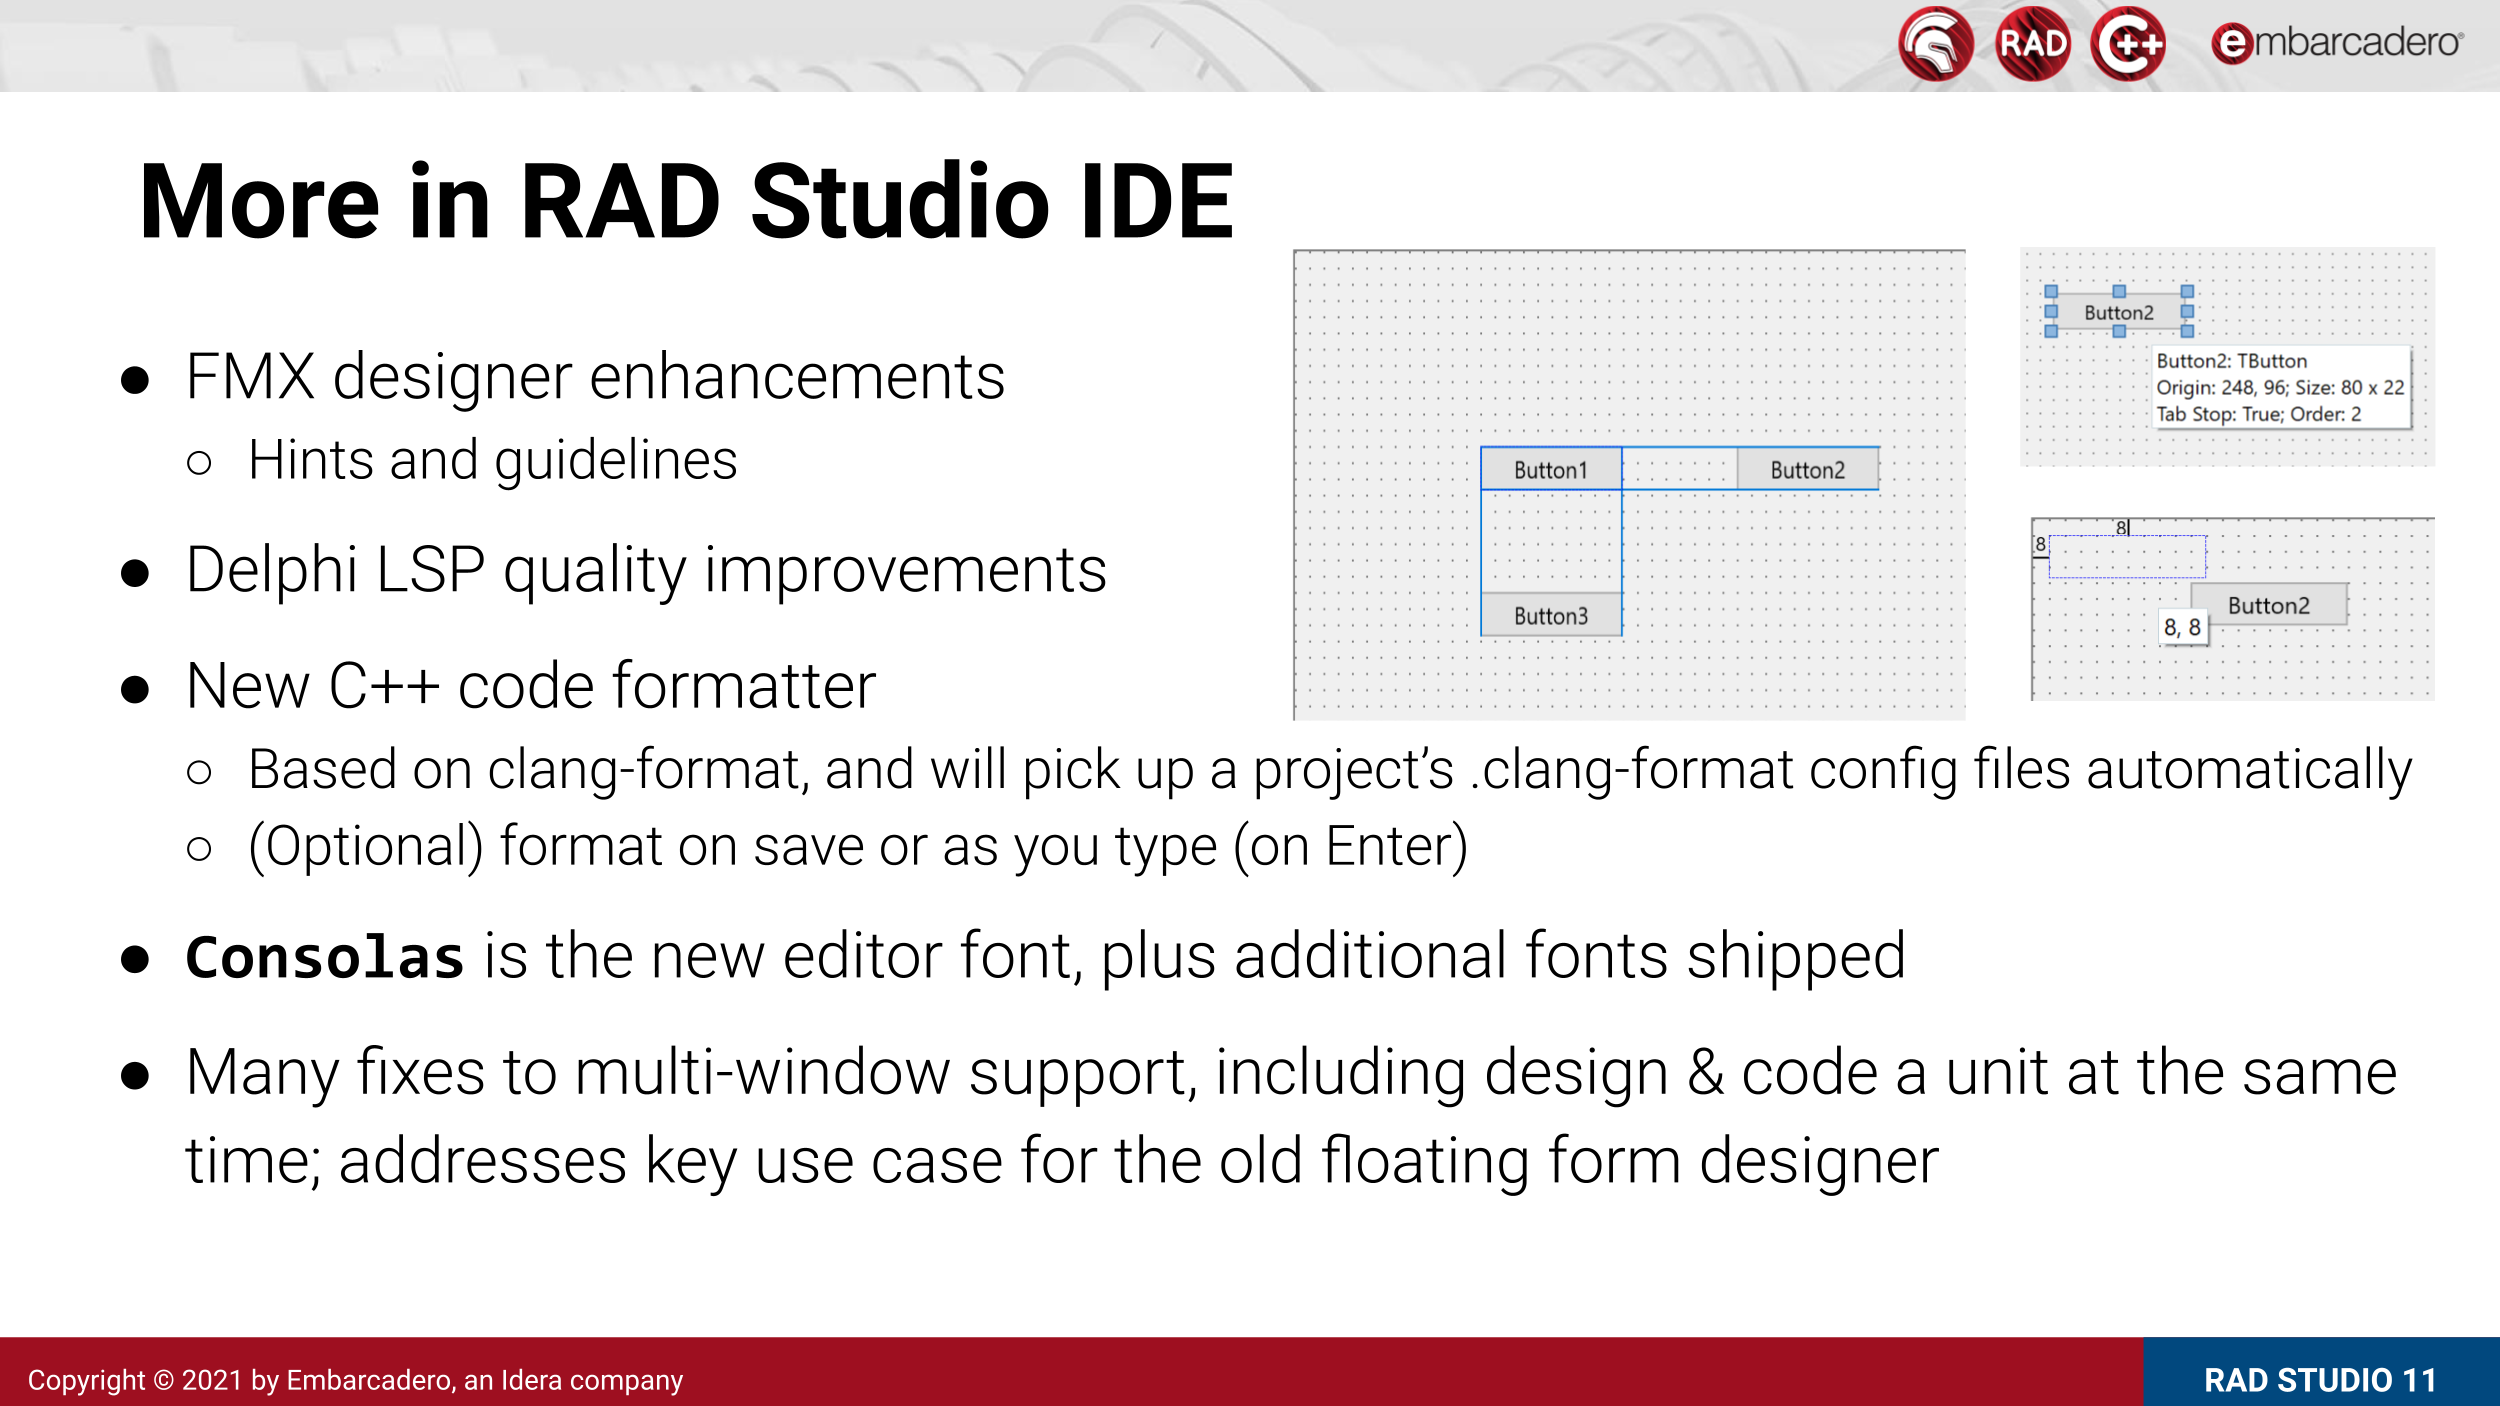 RAD
C++
embarcadero®
More in RAD Studio IDE
● FMX designer enhancements
○ Hints and guidelines
● Delphi LSP quality improvements
● New C++ code formatter
○ Based on clang-format, and will pick up a project’s .clang-format config files automatically
○ (Optional) format on save or as you type (on Enter)
● Consolas is the new editor font, plus additional fonts shipped
● Many fixes to multi-window support, including design & code a unit at the same
time; addresses key use case for the old floating form designer
Button1
Button2
Button3
Button2
Button2: TButton
Origin: 248, 96; Size: 80 x 22
Tab Stop: True; Order: 2
8
8
Button2
8, 8
Copyright © 2021 by Embarcadero, an Idera company
RAD STUDIO 11